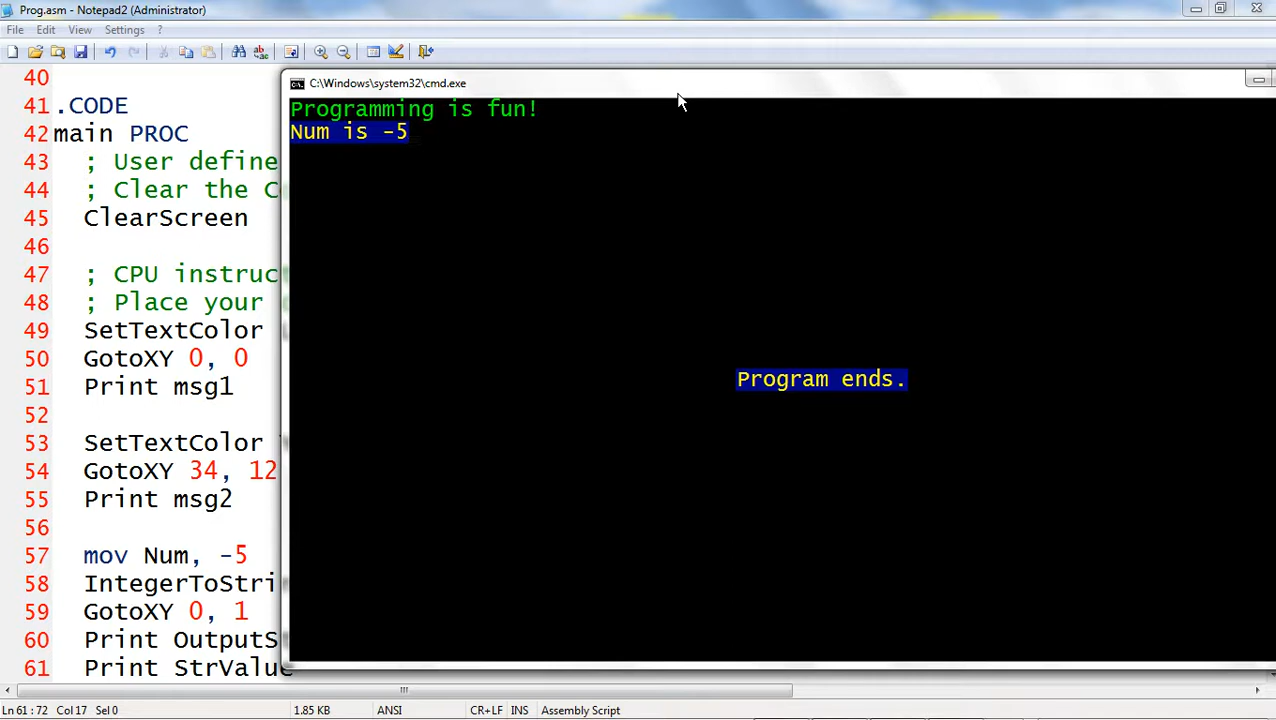 Prog.asm - Notepad2 (Administrator)
File Edit View Settings ?
C:\Windows\system32\cmd.exe
Programming is fun!
Num is -5
Program ends.
40
41 .CODE
42 main PROC
43 ; User define
44 ; Clear the
45 ClearScreen
46
47 ; CPU instruc
48 ; Place your
49 SetTextColor
50 GotoXY 0, 0
51 Print msg1
52
53 SetTextColor
54 GotoXY 34, 12
55 Print msg2
56
57 mov Num, -5
58 IntegerToStri
59 GotoXY 0, 1
60 Print OutputS
61 Print StrValue
Ln 61 : 72 Col 17 Sel 0 1.85 KB ANSI CR+LF INS Assembly Script